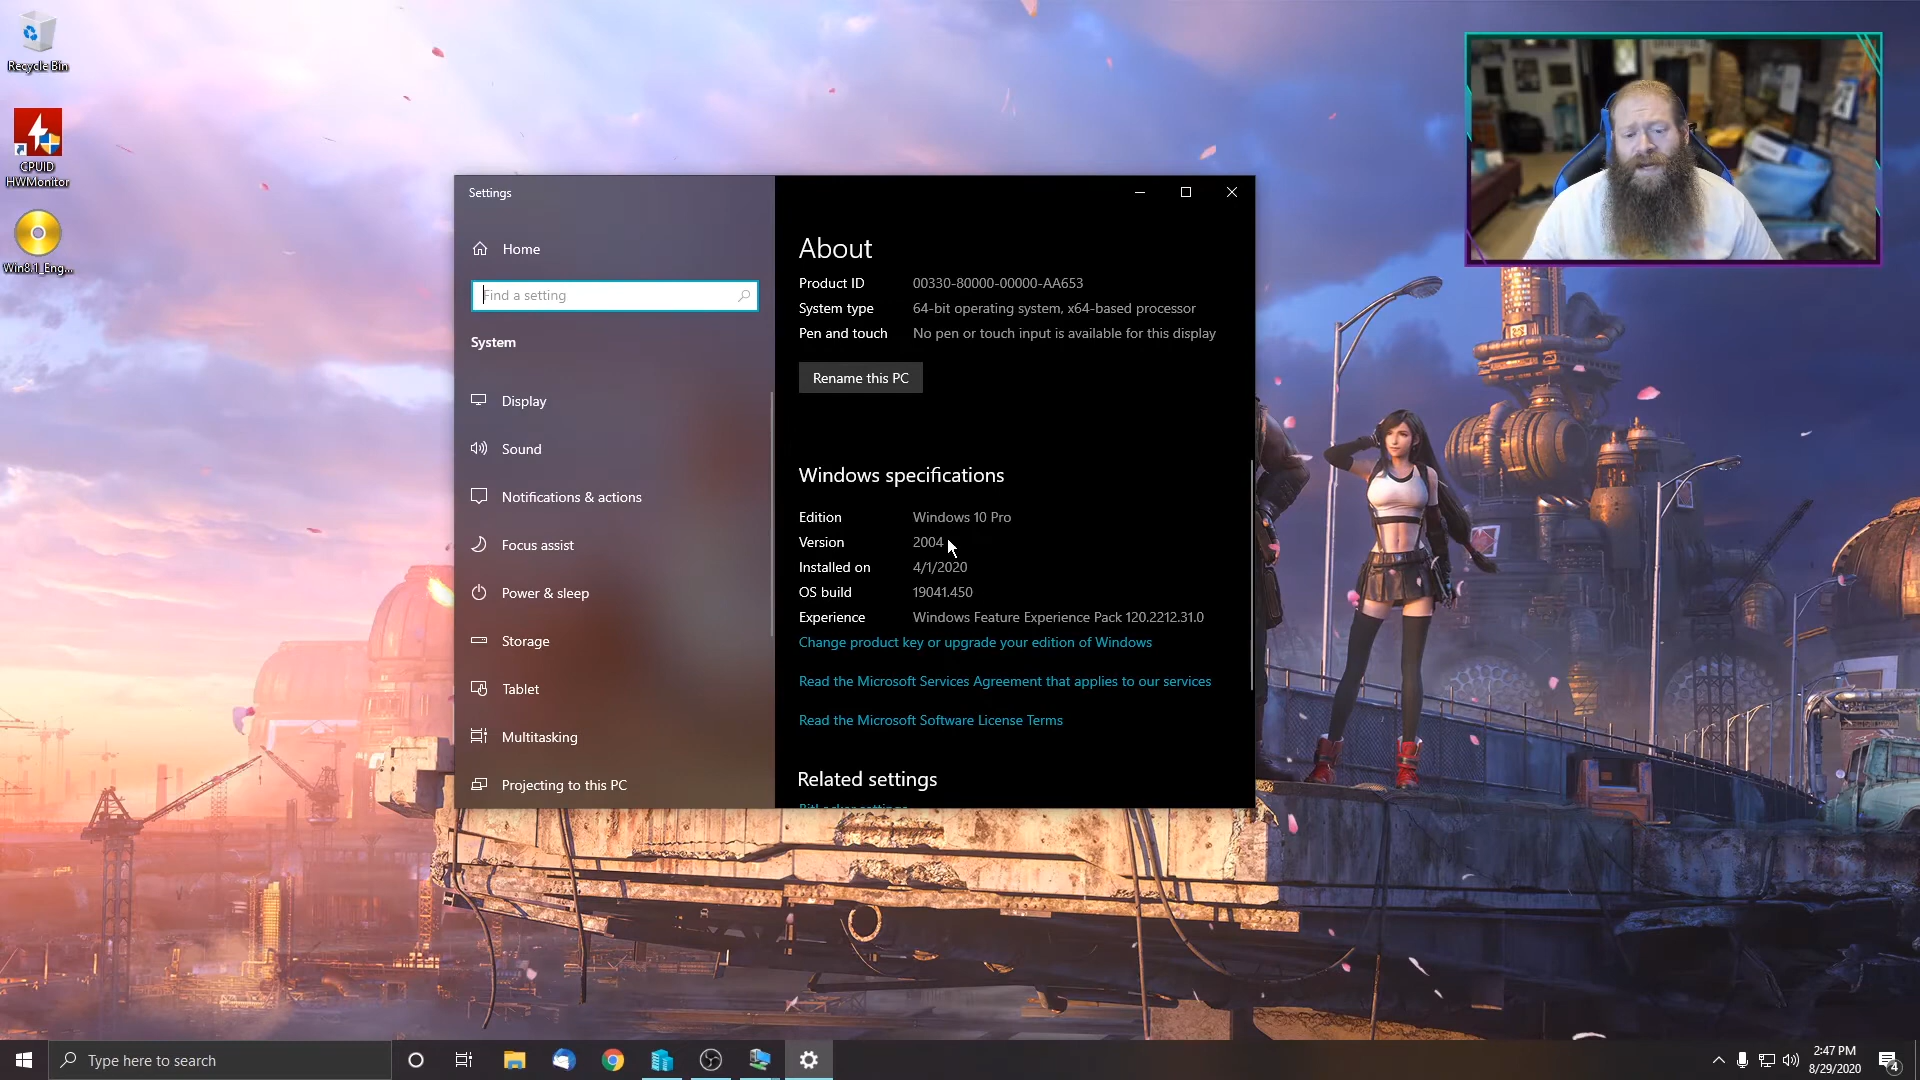 Recycle Bin
CPUID
HWMonitor
Win8.1_Eng...
Settings
Home
Find a setting
System
Display
Sound
Notifications & actions
Focus assist
Power & sleep
Storage
Tablet
Multitasking
Projecting to this PC
About
Product ID 00330-80000-00000-AA653
System type 64-bit operating system, x64-based processor
Pen and touch No pen or touch input is available for this display
Rename this PC
Windows specifications
Edition Windows 10 Pro
Version 2004
Installed on 4/1/2020
OS build 19041.450
Experience Windows Feature Experience Pack 120.2212.31.0
Change product key or upgrade your edition of Windows
Read the Microsoft Services Agreement that applies to our services
Read the Microsoft Software License Terms
Related settings
BitLocker settings
Type here to search
2:47 PM
8/29/2020
4